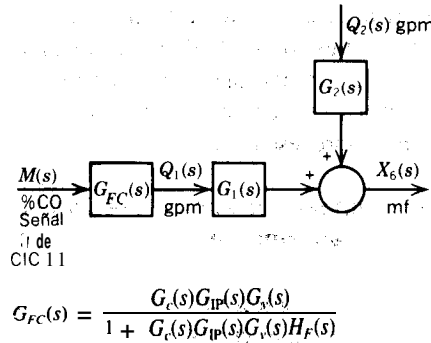 Q₂(s) gpm
G₂(s)
M(s)
G_FC(s)
Q₁(s)
gpm
G₁(s)
+
+
X₆(s)
mf
%CO
Señal
de
CIC 11
G_FC(s) = G_c(s)G_IP(s)G_v(s) / 1 + G_c(s)G_IP(s)G_v(s)H_F(s)